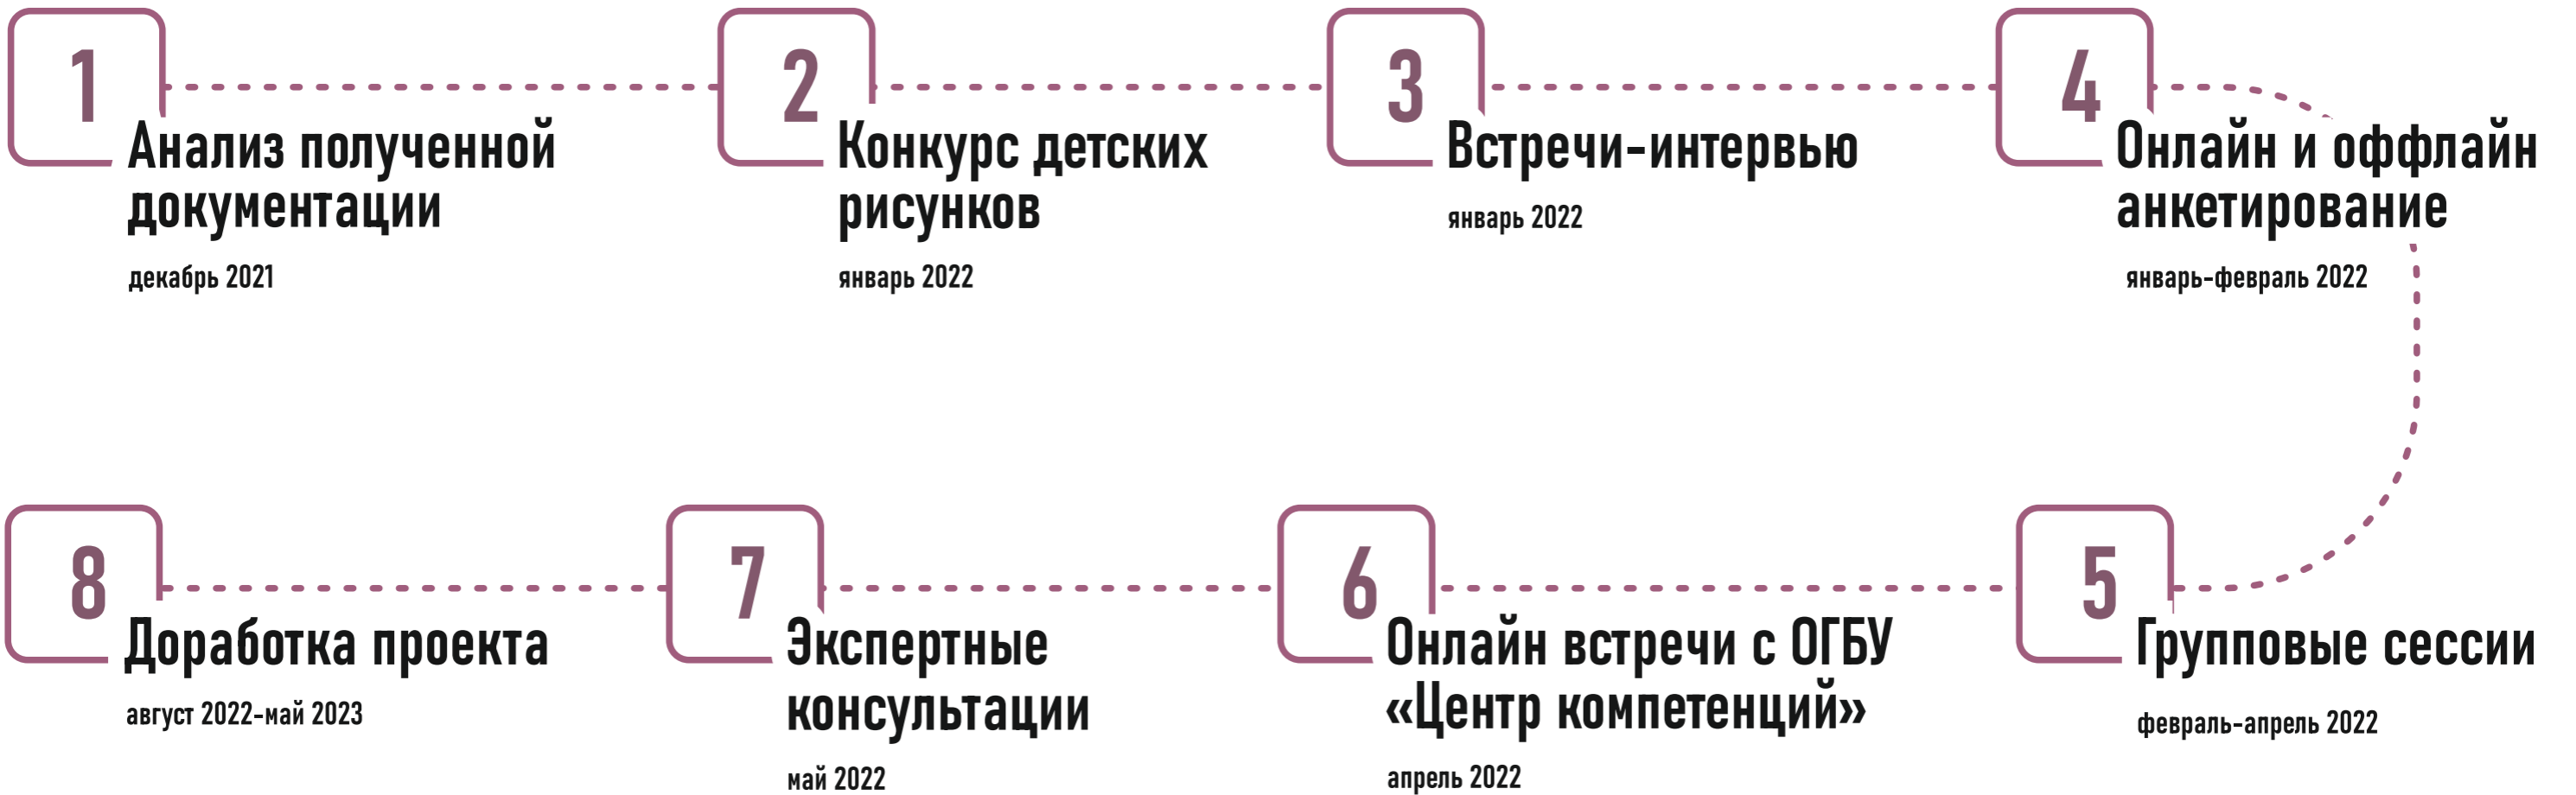 1
Анализ полученной
документации
декабрь 2021
2
Конкурс детских
рисунков
январь 2022
3
Встречи-интервью
январь 2022
4
Онлайн и оффлайн
анкетирование
январь-февраль 2022
5
Групповые сессии
февраль-апрель 2022
6
Онлайн встречи с ОГБУ
«Центр компетенций»
апрель 2022
7
Экспертные
консультации
май 2022
8
Доработка проекта
август 2022-май 2023